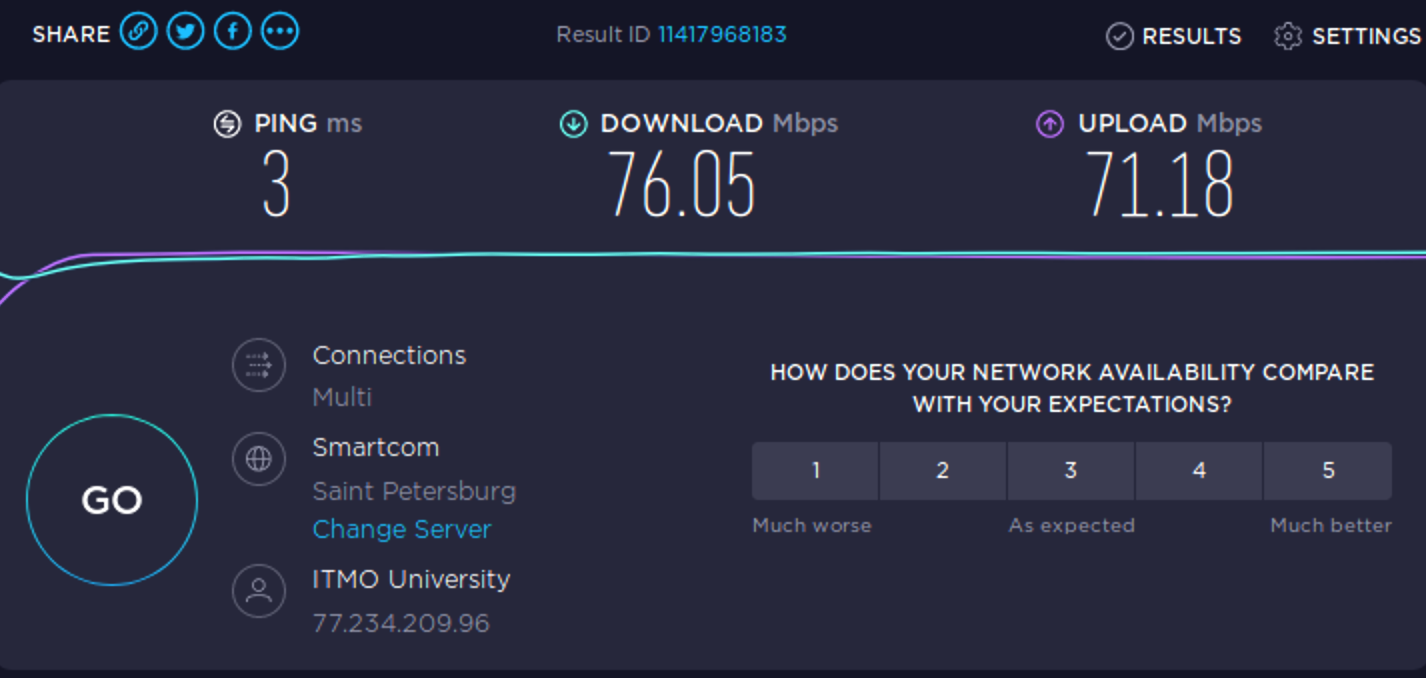 SHARE
Result ID 11417968183
RESULTS
SETTINGS
PING ms
3
DOWNLOAD Mbps
76.05
UPLOAD Mbps
71.18
GO
Connections
Multi
Smartcom
Saint Petersburg
Change Server
ITMO University
77.234.209.96
HOW DOES YOUR NETWORK AVAILABILITY COMPARE
WITH YOUR EXPECTATIONS?
1 2 3 4 5
Much worse As expected Much better